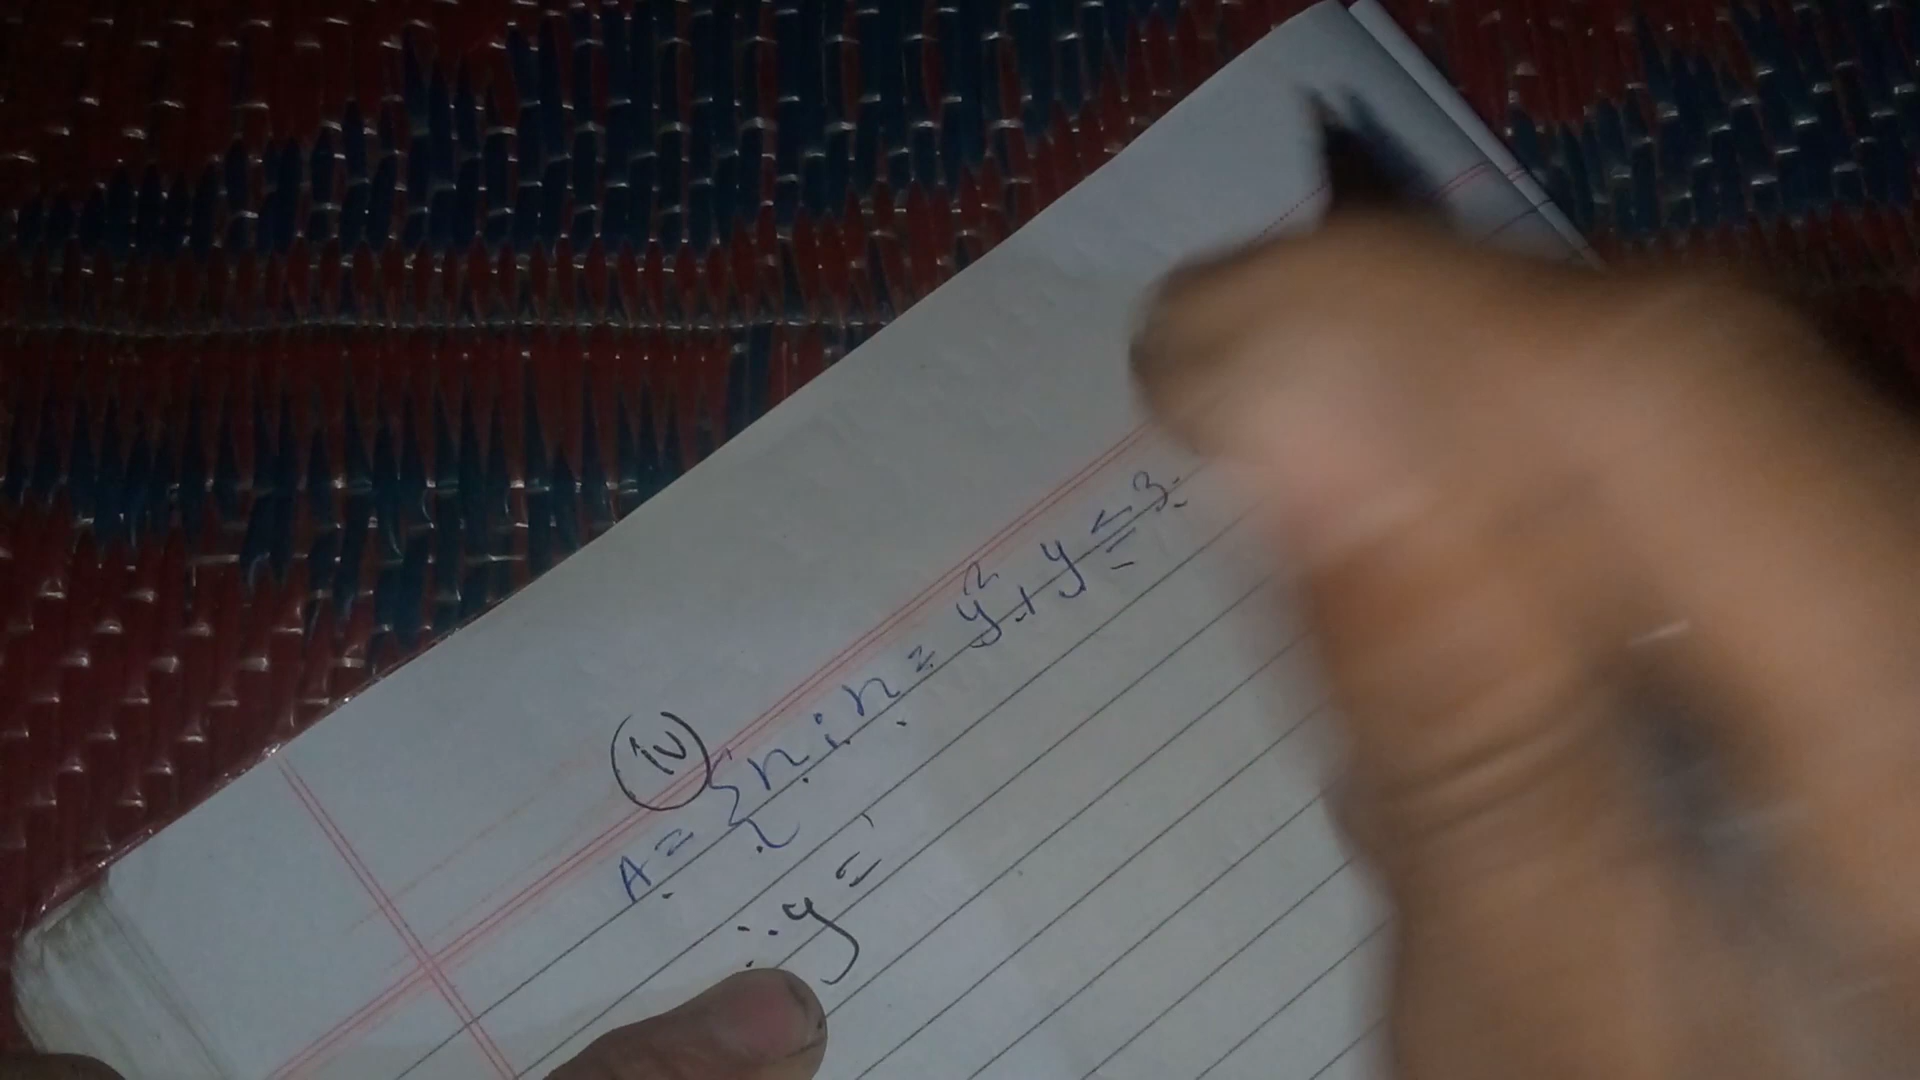 (iv)
A = { n : n = y² + y ≤ 3
∴ y =